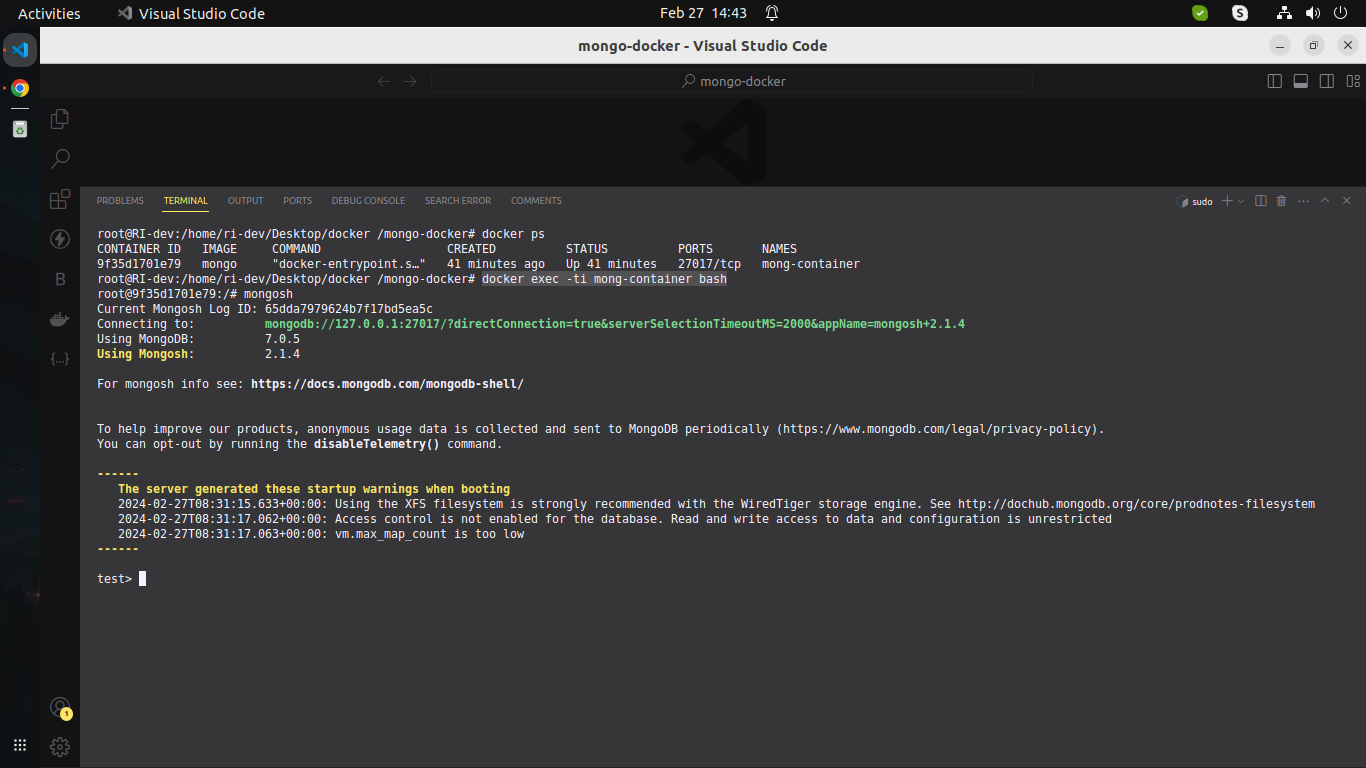 Activities Visual Studio Code Feb 27 14:43
mongo-docker - Visual Studio Code
mongo-docker
PROBLEMS TERMINAL OUTPUT PORTS DEBUG CONSOLE SEARCH ERROR COMMENTS sudo
root@RI-dev:/home/ri-dev/Desktop/docker /mongo-docker# docker ps
CONTAINER ID   IMAGE     COMMAND                  CREATED          STATUS          PORTS       NAMES
9f35d1701e79   mongo     "docker-entrypoint.s…"   41 minutes ago   Up 41 minutes   27017/tcp   mong-container
root@RI-dev:/home/ri-dev/Desktop/docker /mongo-docker# docker exec -ti mong-container bash
root@9f35d1701e79:/# mongosh
Current Mongosh Log ID: 65dda7979624b7f17bd5ea5c
Connecting to:          mongodb://127.0.0.1:27017/?directConnection=true&serverSelectionTimeoutMS=2000&appName=mongosh+2.1.4
Using MongoDB:          7.0.5
Using Mongosh:          2.1.4
For mongosh info see: https://docs.mongodb.com/mongodb-shell/
To help improve our products, anonymous usage data is collected and sent to MongoDB periodically (https://www.mongodb.com/legal/privacy-policy).
You can opt-out by running the disableTelemetry() command.
------
The server generated these startup warnings when booting
2024-02-27T08:31:15.633+00:00: Using the XFS filesystem is strongly recommended with the WiredTiger storage engine. See http://dochub.mongodb.org/core/prodnotes-filesystem
2024-02-27T08:31:17.062+00:00: Access control is not enabled for the database. Read and write access to data and configuration is unrestricted
2024-02-27T08:31:17.063+00:00: vm.max_map_count is too low
------
test>
B
{...}
S
1